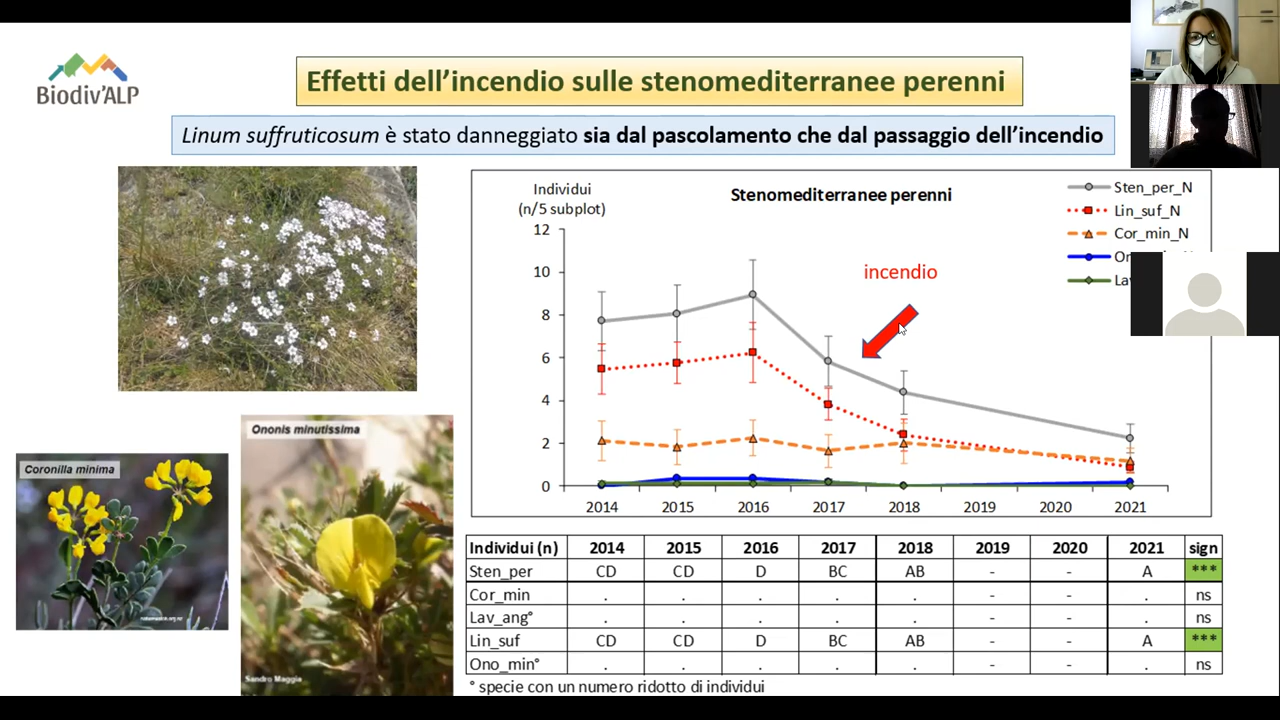 Biodiv'ALP
Effetti dell'incendio sulle stenomediterranee perenni
Linum suffruticosum è stato danneggiato sia dal pascolamento che dal passaggio dell'incendio
Individui
(n/5 subplot)
Stenomediterranee perenni
Sten_per_N
Lin_suf_N
Cor_min_N
incendio
12
10
8
6
4
2
0
2014 2015 2016 2017 2018 2019 2020 2021
Ononis minutissima
Coronilla minima
Sandro Maggia
Individui (n) 2014 2015 2016 2017 2018 2019 2020 2021 sign
Sten_per CD CD D BC AB - - A ***
Cor_min . . . . . - - . ns
Lav_ang° . . . . . - - . ns
Lin_suf CD CD D BC AB - - A ***
Ono_min° . . . . . - - . ns
° specie con un numero ridotto di individui